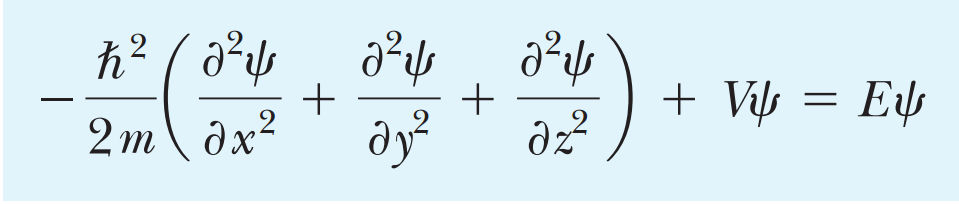 −ħ²/2m (∂²ψ/∂x² + ∂²ψ/∂y² + ∂²ψ/∂z²) + Vψ = Eψ